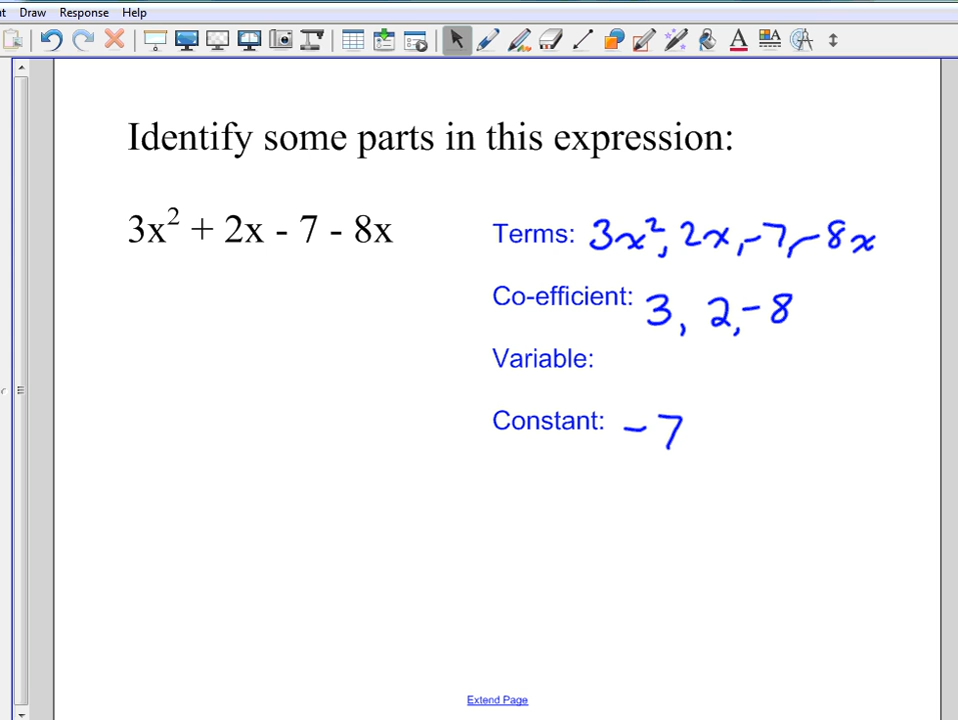 Draw Response Help
Identify some parts in this expression:
3x² + 2x - 7 - 8x
Terms: 3x², 2x, -7, -8x
Co-efficient: 3, 2, -8
Variable:
Constant: -7
Extend Page